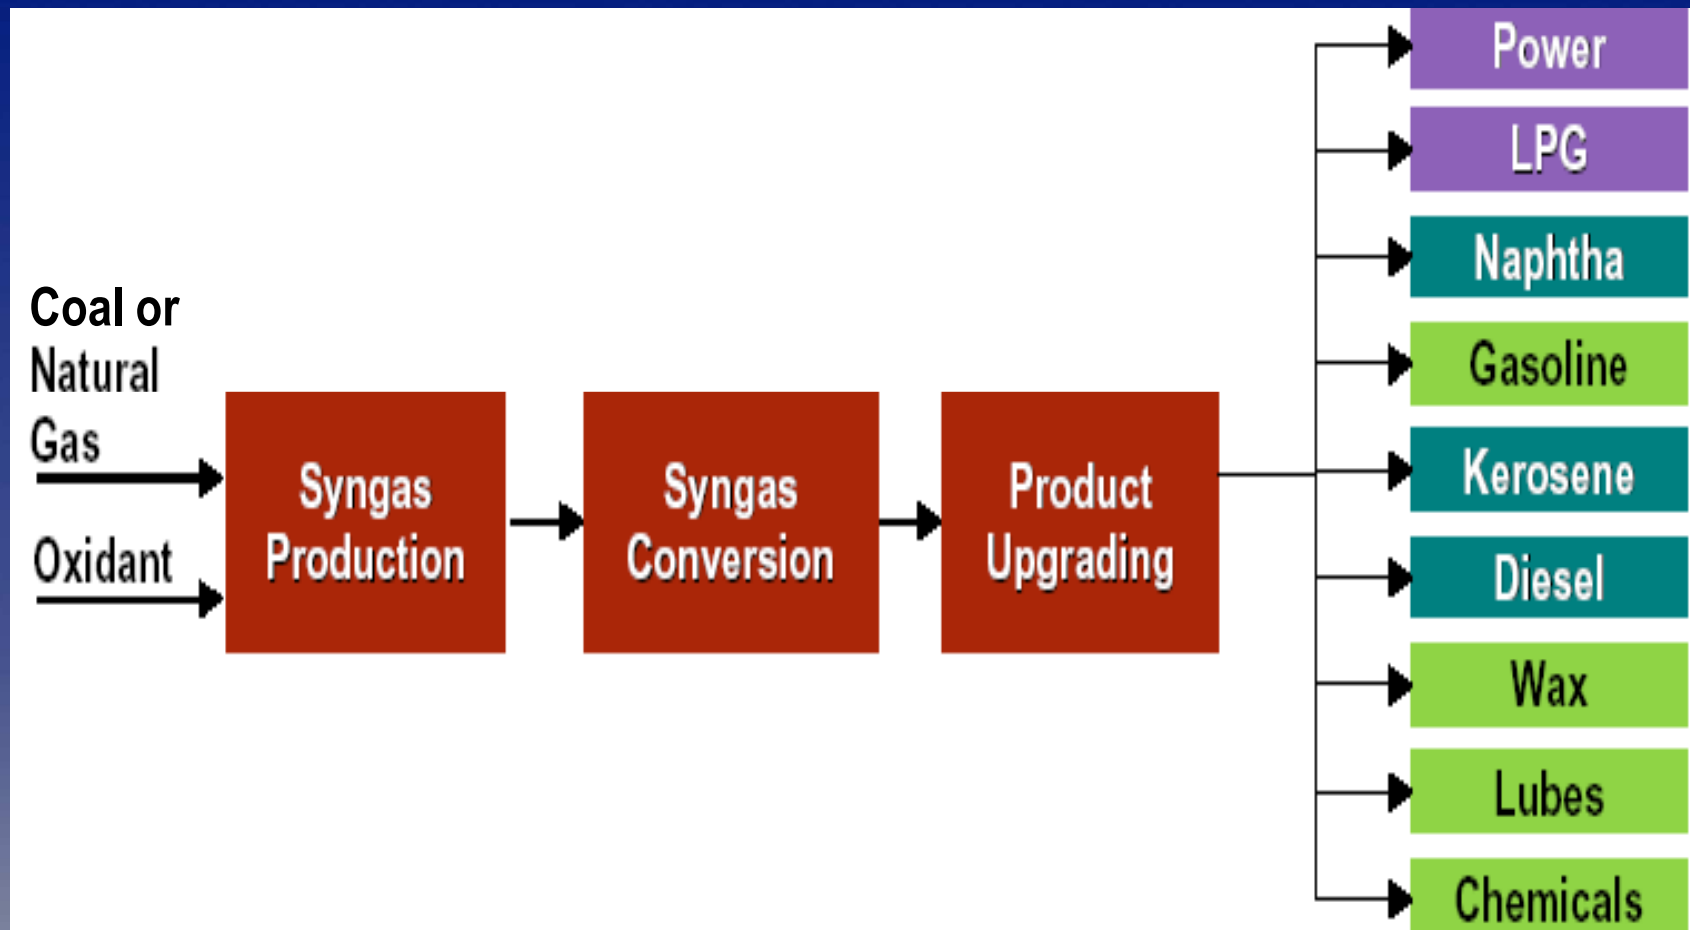 Coal or
Natural
Gas
Oxidant
Syngas
Production
Syngas
Conversion
Product
Upgrading
Power
LPG
Naphtha
Gasoline
Kerosene
Diesel
Wax
Lubes
Chemicals